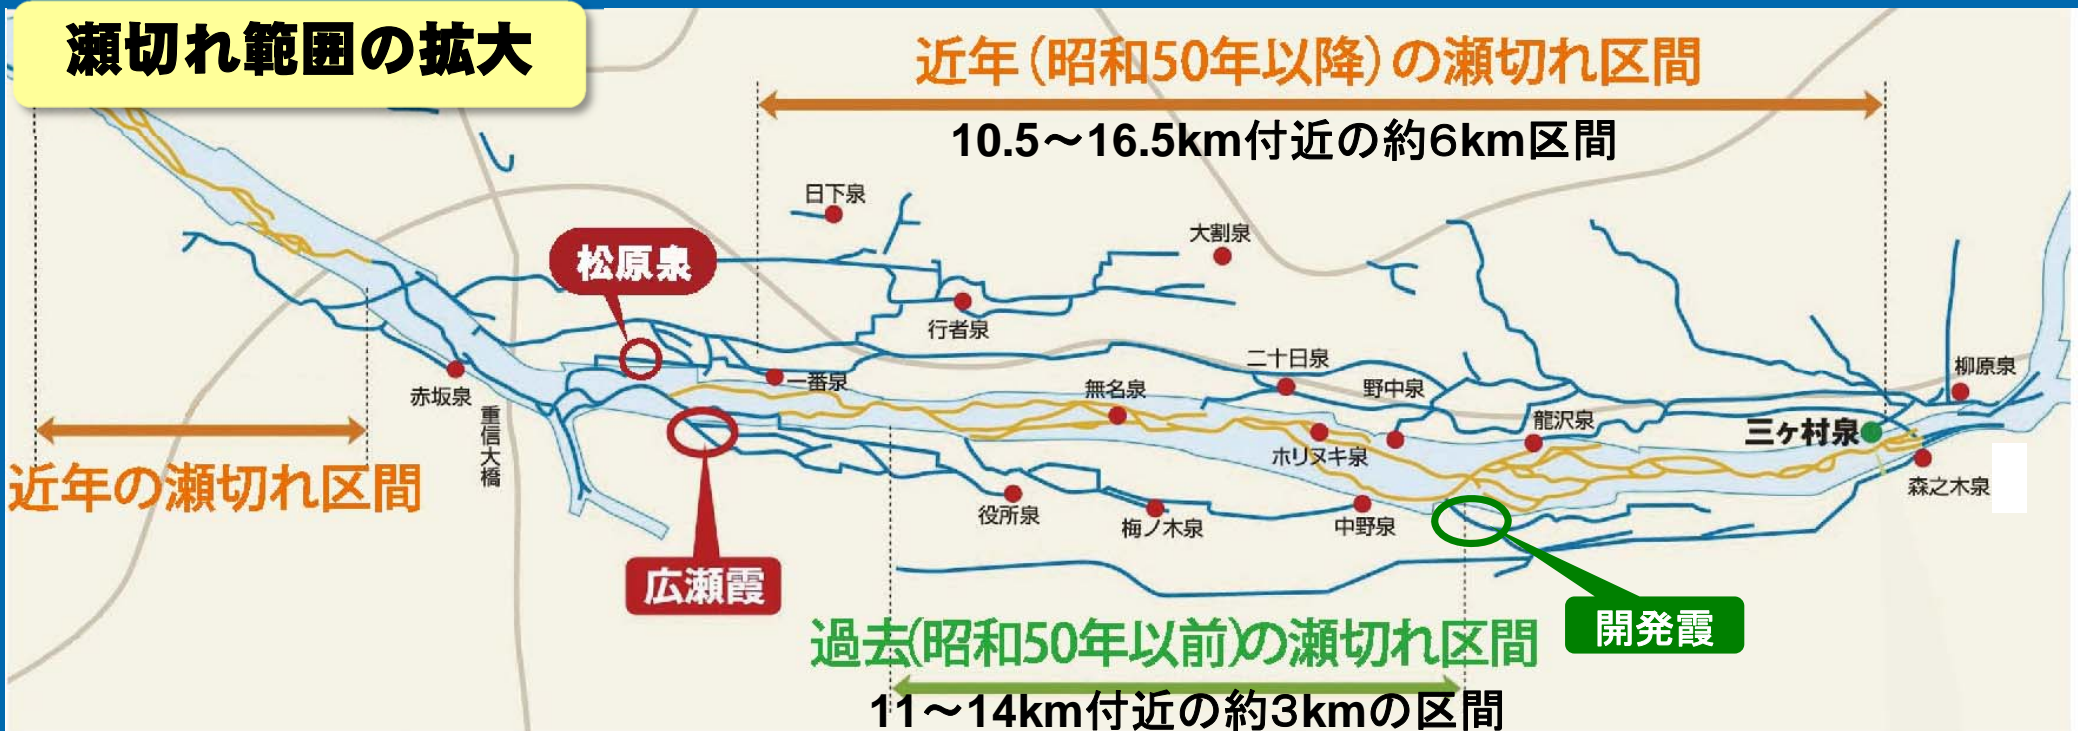 瀬切れ範囲の拡大
近年(昭和50年以降)の瀬切れ区間
10.5～16.5km付近の約6km区間
日下泉
大割泉
松原泉
行者泉
二十日泉
柳原泉
一番泉
無名泉
野中泉
赤坂泉
重信大橋
龍沢泉
三ヶ村泉
ホリヌキ泉
近年の瀬切れ区間
森之木泉
役所泉
梅ノ木泉
中野泉
広瀬霞
開発霞
過去(昭和50年以前)の瀬切れ区間
11～14km付近の約3kmの区間